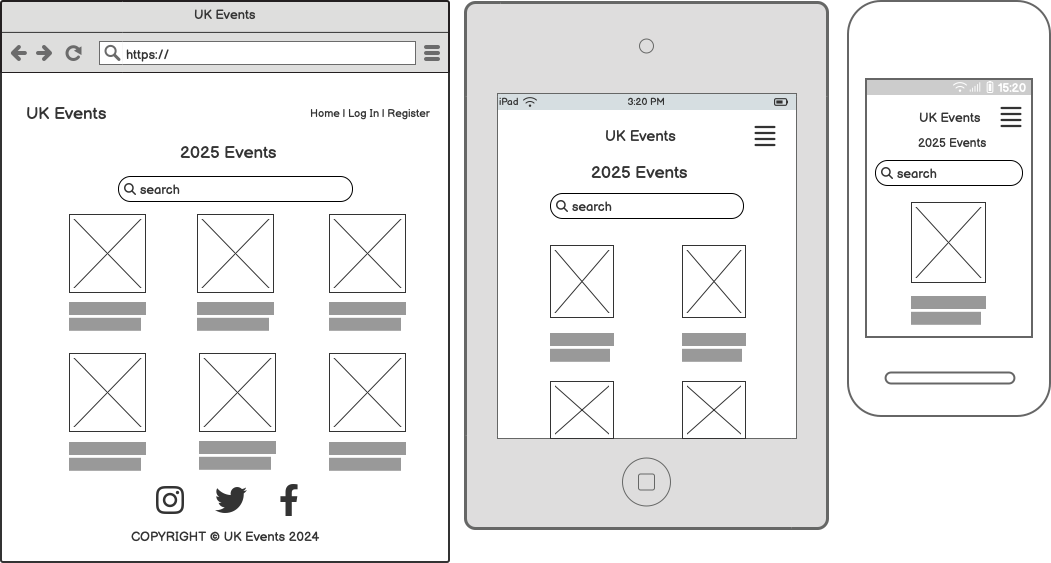 UK Events
https://
UK Events
Home | Log In | Register
2025 Events
search
COPYRIGHT © UK Events 2024
iPad
3:20 PM
UK Events
2025 Events
search
15:20
UK Events
2025 Events
search